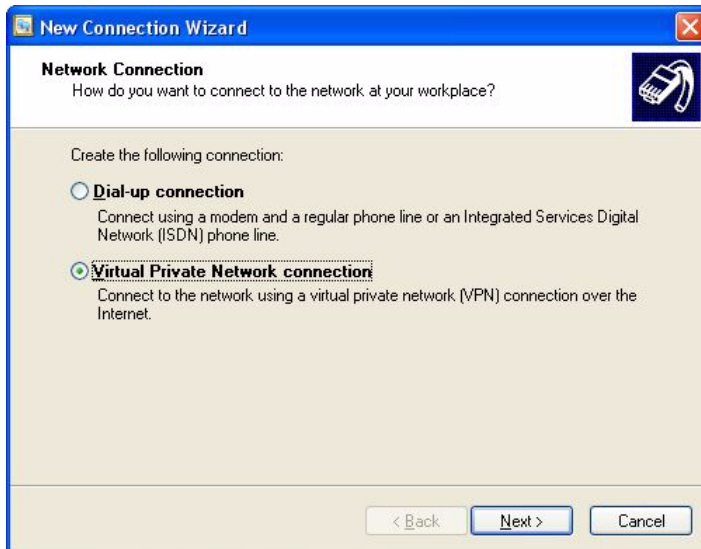 New Connection Wizard
Network Connection
How do you want to connect to the network at your workplace?
Create the following connection:
Dial-up connection
Connect using a modem and a regular phone line or an Integrated Services Digital
Network (ISDN) phone line.
Virtual Private Network connection
Connect to the network using a virtual private network (VPN) connection over the
Internet.
< Back
Next >
Cancel